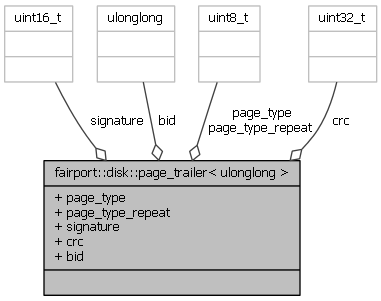 uint16_t
ulonglong
uint8_t
uint32_t
signature
bid
page_type
page_type_repeat
crc
fairport::disk::page_trailer< ulonglong >
+ page_type
+ page_type_repeat
+ signature
+ crc
+ bid